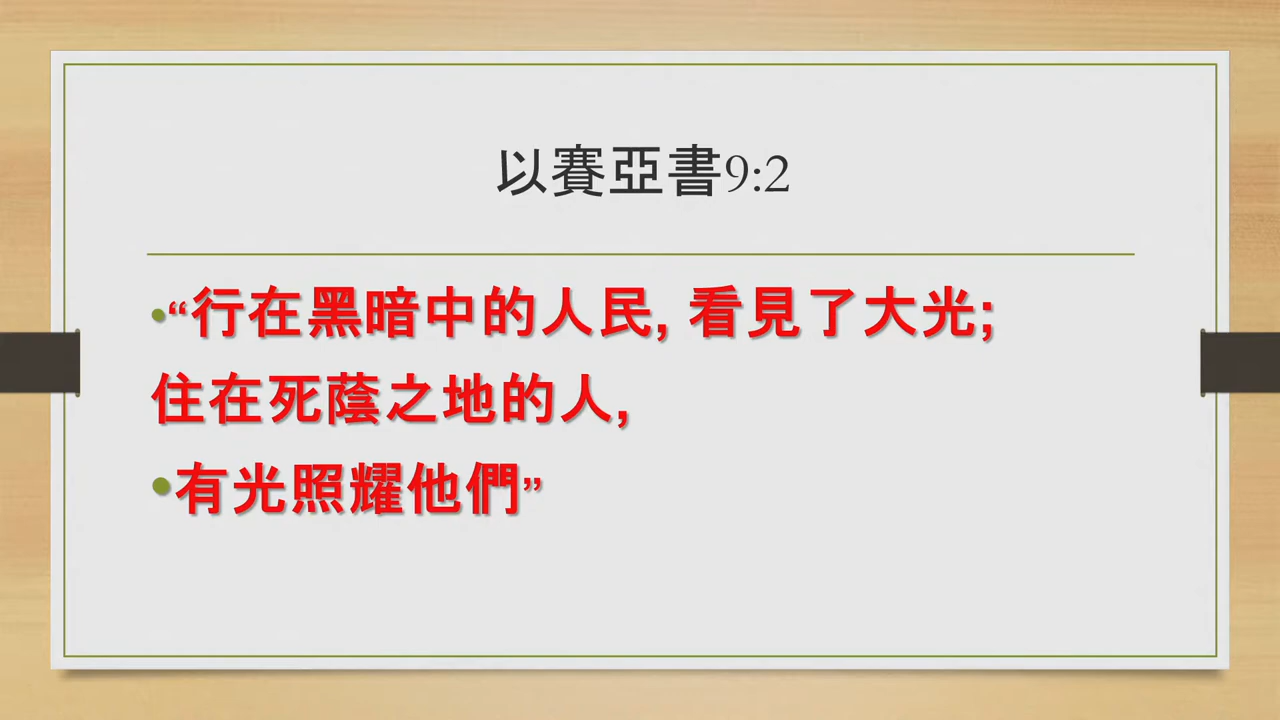 以賽亞書9:2
•“行在黑暗中的人民, 看見了大光;
住在死蔭之地的人,
•有光照耀他們”